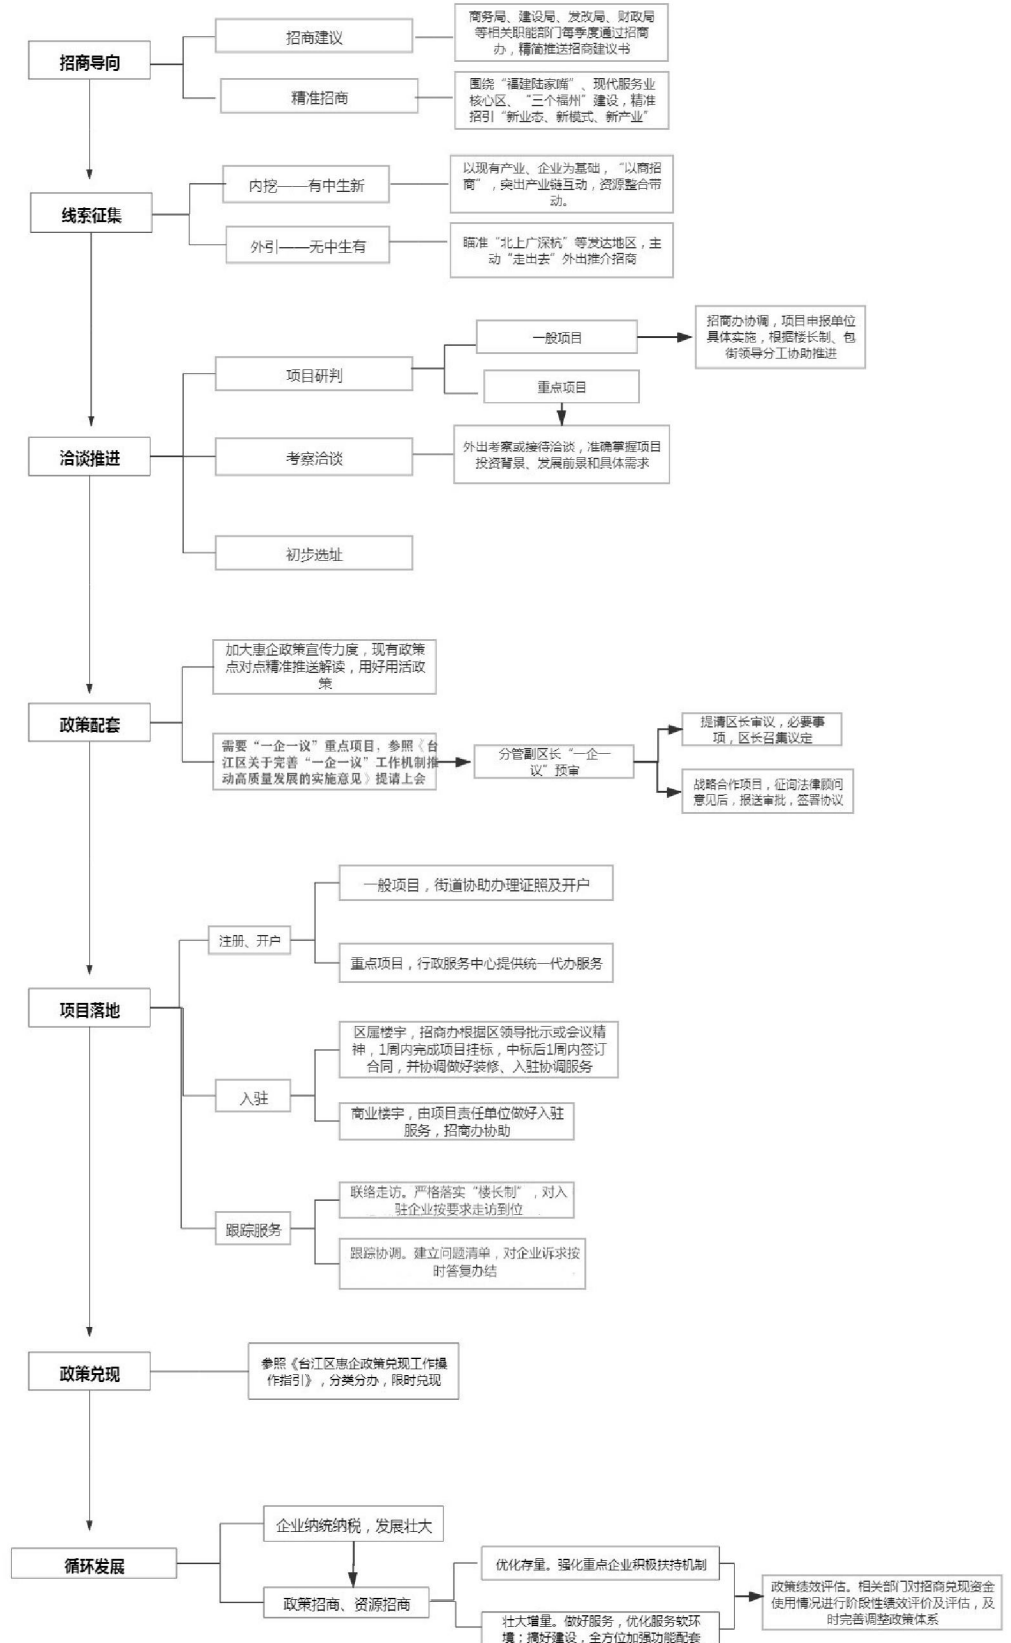 招商导向
招商建议
商务局、建设局、发改局、财政局
等相关职能部门每季度通过招商
办，精简推送招商建议书
精准招商
围绕“福建陆家嘴”、现代服务业
核心区、“三个福州”建设，精准
招引“新业态、新模式、新产业”
线索征集
内挖——有中生新
以现有产业、企业为基础，“以商招
商”，突出产业链互动，资源整合带
动。
外引——无中生有
瞄准“北上广深杭”等发达地区，主
动“走出去”外出推介招商
洽谈推进
项目研判
一般项目
招商办协调，项目申报单位
具体实施，根据楼长制、包
街领导分工协助推进
重点项目
考察洽谈
外出考察或接待洽谈，准确掌握项目
投资背景、发展前景和具体需求
初步选址
政策配套
加大惠企政策宣传力度，现有政策
点对点精准推送解读，用好用活政
策
需要“一企一议”重点项目，参照《台
江区关于完善“一企一议”工作机制推
动高质量发展的实施意见》提请上会
分管副区长“一企一
议”预审
提请区长审议，必要事
项，区长召集议定
战略合作项目，征询法律顾问
意见后，报送审批，签署协议
项目落地
注册、开户
一般项目，街道协助办理证照及开户
重点项目，行政服务中心提供统一代办服务
入驻
区属楼宇，招商办根据区领导批示或会议精
神，1周内完成项目挂标，中标后1周内签订
合同，并协调做好装修、入驻协调服务
商业楼宇，由项目责任单位做好入驻
服务，招商办协助
跟踪服务
联络走访。严格落实“楼长制”，对入
驻企业按要求走访到位
跟踪协调。建立问题清单，对企业诉求按
时答复办结
政策兑现
参照《台江区惠企政策兑现工作操
作指引》，分类分办，限时兑现
循环发展
企业纳统纳税，发展壮大
政策招商、资源招商
优化存量。强化重点企业积极扶持机制
壮大增量。做好服务，优化服务软环
境；搞好建设，全方位加强功能配套
政策绩效评估。相关部门对招商兑现资金
使用情况进行阶段性绩效评价及评估，及
时完善调整政策体系